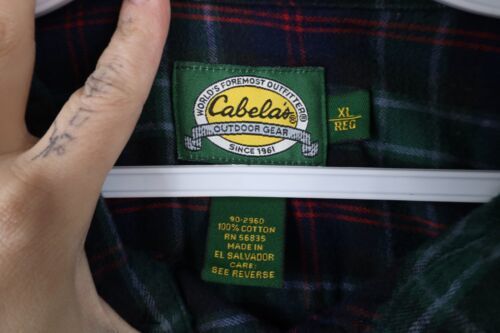 WORLD'S FOREMOST OUTFITTER®
Cabela's®
OUTDOOR GEAR
SINCE 1961
XL
REG
90-2960
100% COTTON
RN 56835
MADE IN
EL SALVADOR
CARE:
SEE REVERSE